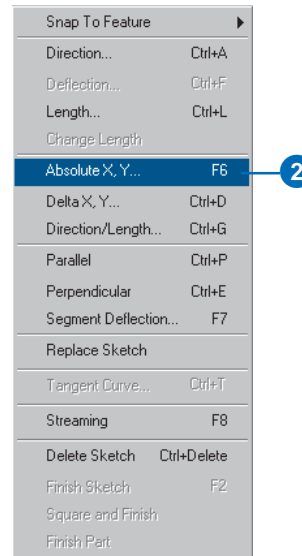 Snap To Feature
Direction... Ctrl+A
Deflection... Ctrl+F
Length... Ctrl+L
Change Length
Absolute X, Y... F6
2
Delta X, Y... Ctrl+D
Direction/Length... Ctrl+G
Parallel Ctrl+P
Perpendicular Ctrl+E
Segment Deflection... F7
Replace Sketch
Tangent Curve... Ctrl+T
Streaming F8
Delete Sketch Ctrl+Delete
Finish Sketch F2
Square and Finish
Finish Part